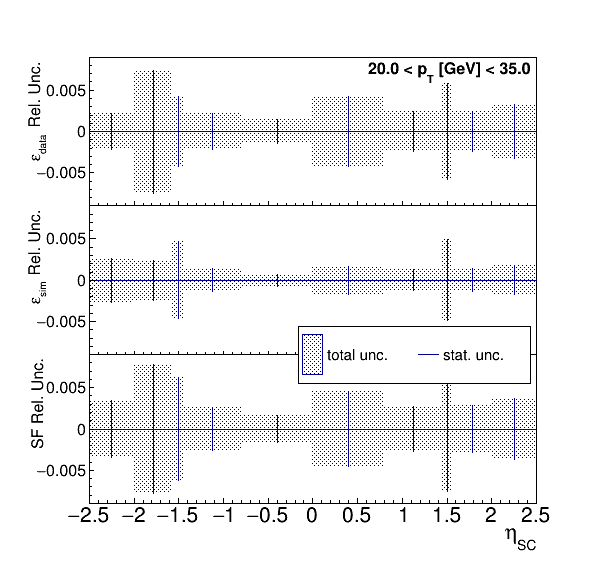 20.0 < p_T [GeV] < 35.0
ε_data Rel. Unc.
0.005
0
−0.005
ε_sim Rel. Unc.
0.005
0
−0.005
total unc.
stat. unc.
SF Rel. Unc.
0.005
0
−0.005
−2.5 −2 −1.5 −1 −0.5 0 0.5 1 1.5 2 2.5
η_SC